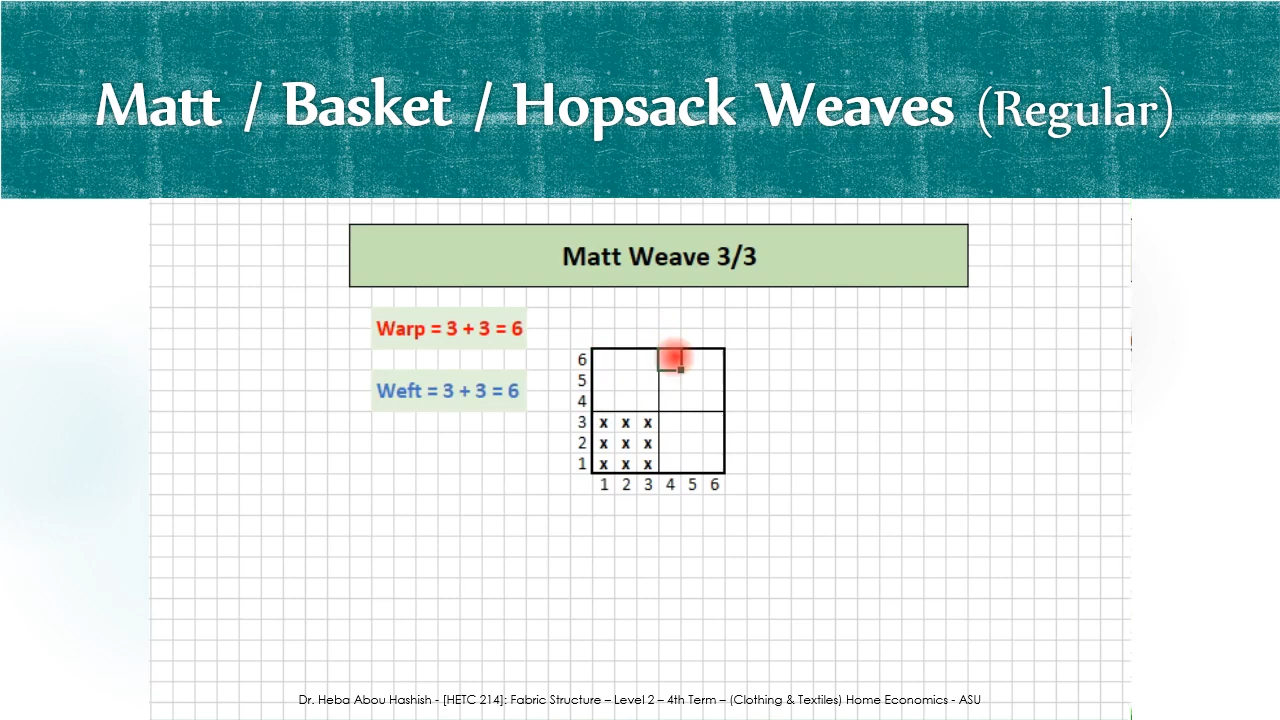 Matt / Basket / Hopsack Weaves (Regular)
Matt Weave 3/3
Warp = 3 + 3 = 6
Weft = 3 + 3 = 6
6
5
4
3 x x x
2 x x x
1 x x x
1 2 3 4 5 6
Dr. Heba Abou Hashish - [HETC 214]: Fabric Structure – Level 2 – 4th Term – (Clothing & Textiles) Home Economics - ASU